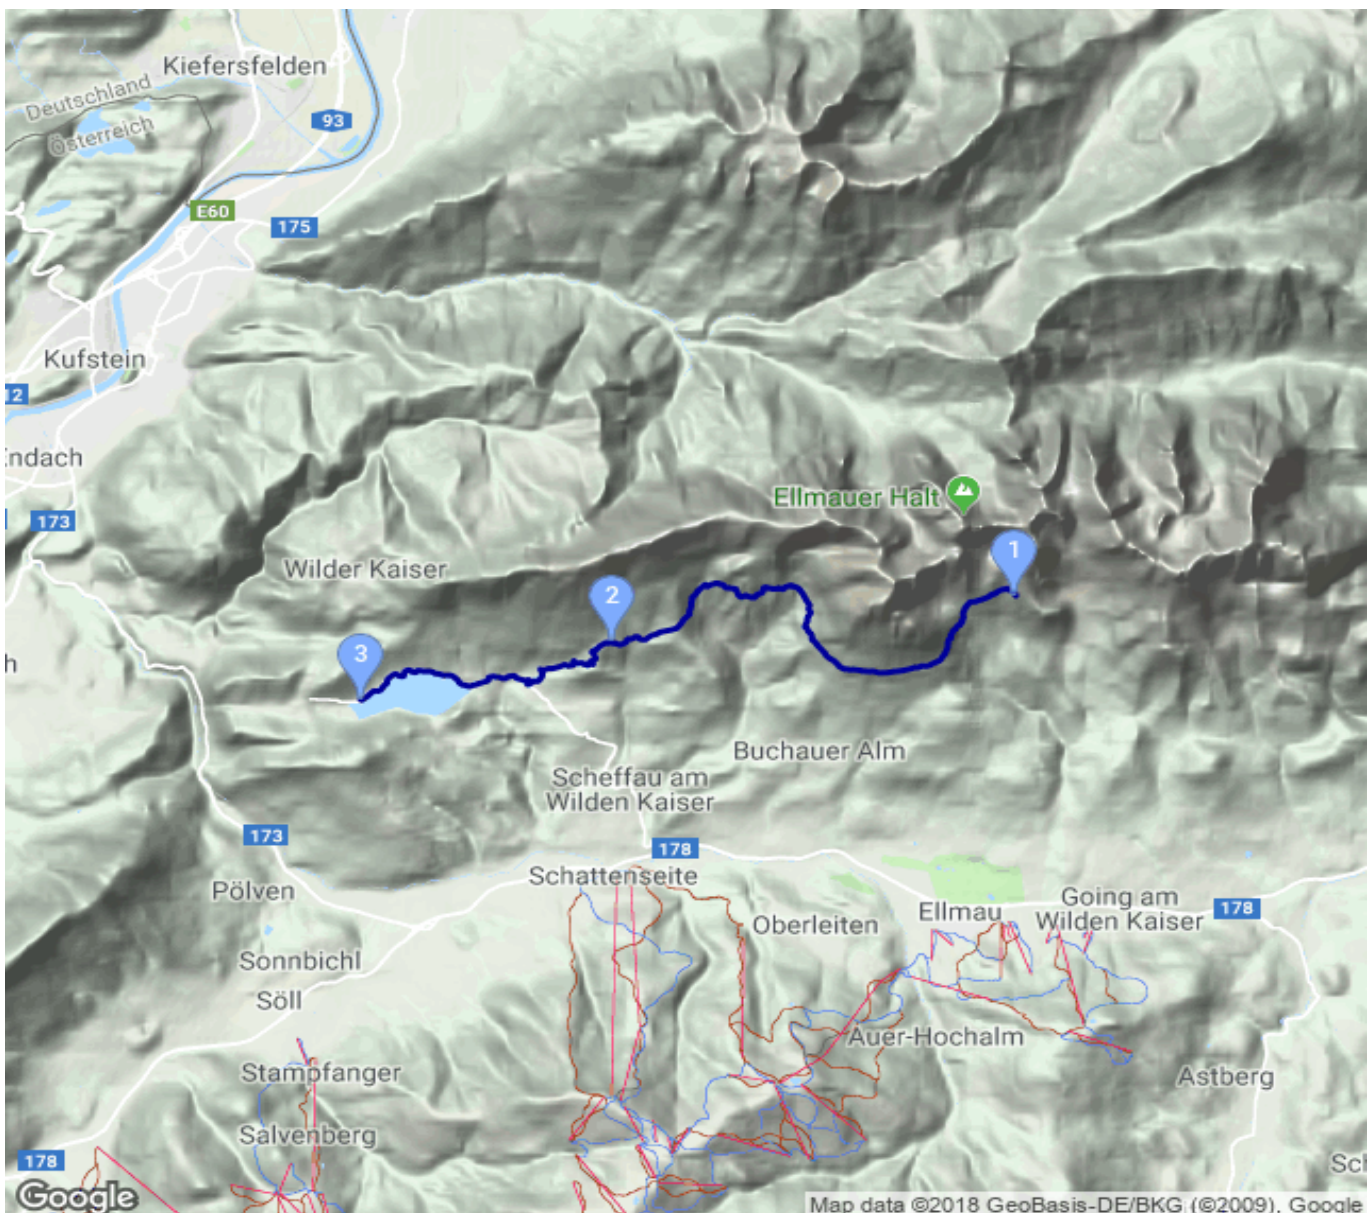 Kiefersfelden
Deutschland
Österreich
93
E60
175
Kufstein
12
Endach
173
Ellmauer Halt
1
Wilder Kaiser
2
3
h
Buchauer Alm
Scheffau am
Wilden Kaiser
173
178
Schattenseite
Pölven
Oberleiten
Ellmau
Going am
Wilden Kaiser
178
Sonnbichl
Söll
Auer-Hochalm
Stampfanger
Astberg
Salvenberg
178
Sch
Google
Map data ©2018 GeoBasis-DE/BKG (©2009), Google